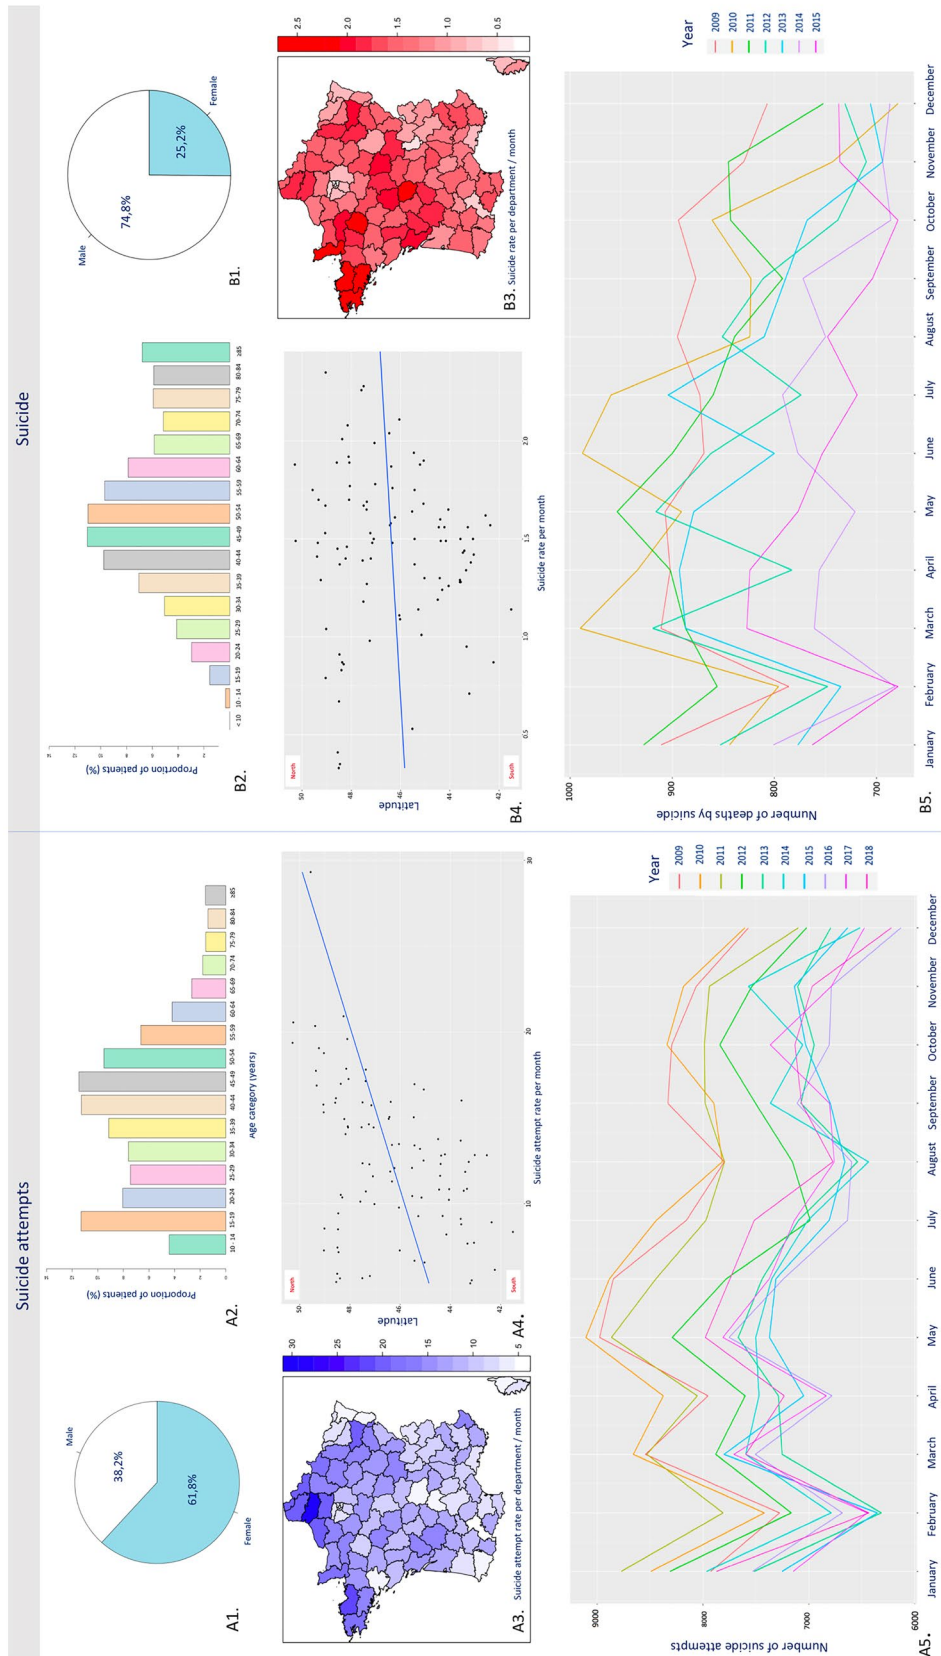 Suicide attempts
Suicide
A1.
Male
38,2%
61,8%
Female
A2.
Proportion of patients (%)
10 - 14
15-19
20-24
25-29
30-34
35-39
40-44
45-49
50-54
55-59
60-64
65-69
70-74
75-79
80-84
≥85
Age category (years)
B2.
Proportion of patients (%)
< 10
10 - 14
15-19
20-24
25-29
30-34
35-39
40-44
45-49
50-54
55-59
60-64
65-69
70-74
75-79
80-84
≥85
B1.
Male
74,8%
25,2%
Female
A3. Suicide attempt rate per department / month
30
25
20
15
10
5
A4.
Latitude
50
48
46
44
42
North
South
10
20
30
Suicide attempt rate per month
B4.
Latitude
50
48
46
44
42
North
South
0.5
1.0
1.5
2.0
Suicide rate per month
B3. Suicide rate per department / month
2.5
2.0
1.5
1.0
0.5
A5.
Number of suicide attempts
9000
8000
7000
6000
January February March April May June July August September October November December
Year
2009
2010
2011
2012
2013
2014
2015
2016
2017
2018
B5.
Number of deaths by suicide
1000
900
800
700
January February March April May June July August September October November December
Year
2009
2010
2011
2012
2013
2014
2015